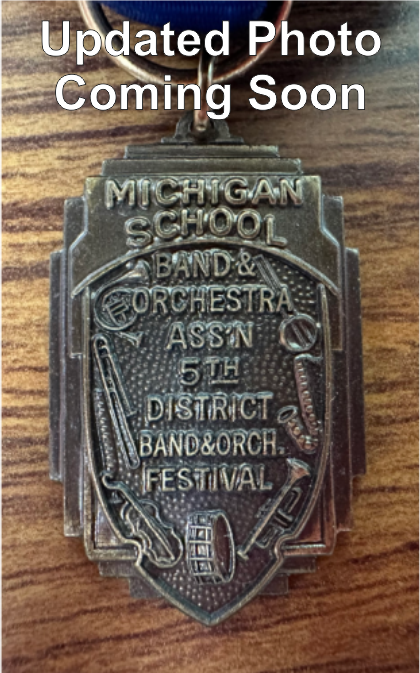 Updated Photo
Coming Soon
MICHIGAN
SCHOOL
BAND &
ORCHESTRA
ASS'N
5TH
DISTRICT
BAND&ORCH.
FESTIVAL